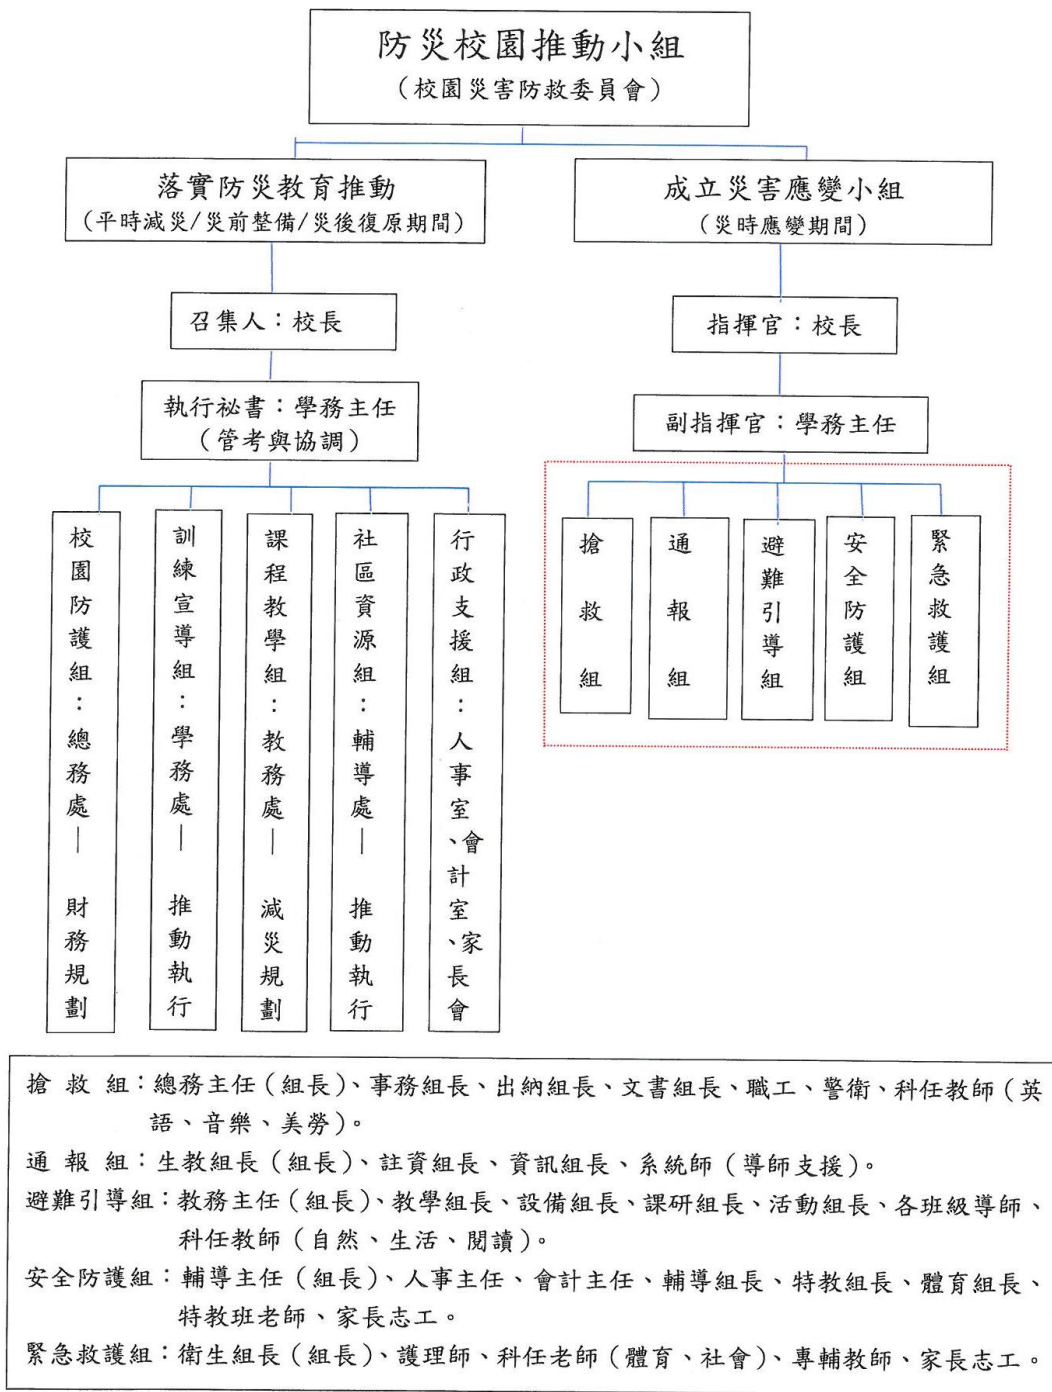 防災校園推動小組
(校園災害防救委員會)
落實防災教育推動
(平時減災/災前整備/災後復原期間)
成立災害應變小組
(災時應變期間)
召集人：校長
指揮官：校長
執行祕書：學務主任
(管考與協調)
副指揮官：學務主任
校園防護組：總務處— 財務規劃
訓練宣導組：學務處— 推動執行
課程教學組：教務處— 減災規劃
社區資源組：輔導處— 推動執行
行政支援組：人事室、會計室、家長會
搶救組
通報組
避難引導組
安全防護組
緊急救護組
搶 救 組：總務主任(組長)、事務組長、出納組長、文書組長、職工、警衛、科任教師(英
語、音樂、美勞)。
通 報 組：生教組長(組長)、註資組長、資訊組長、系統師(導師支援)。
避難引導組：教務主任(組長)、教學組長、設備組長、課研組長、活動組長、各班級導師、
科任教師(自然、生活、閱讀)。
安全防護組：輔導主任(組長)、人事主任、會計主任、輔導組長、特教組長、體育組長、
特教班老師、家長志工。
緊急救護組：衛生組長(組長)、護理師、科任老師(體育、社會)、專輔教師、家長志工。